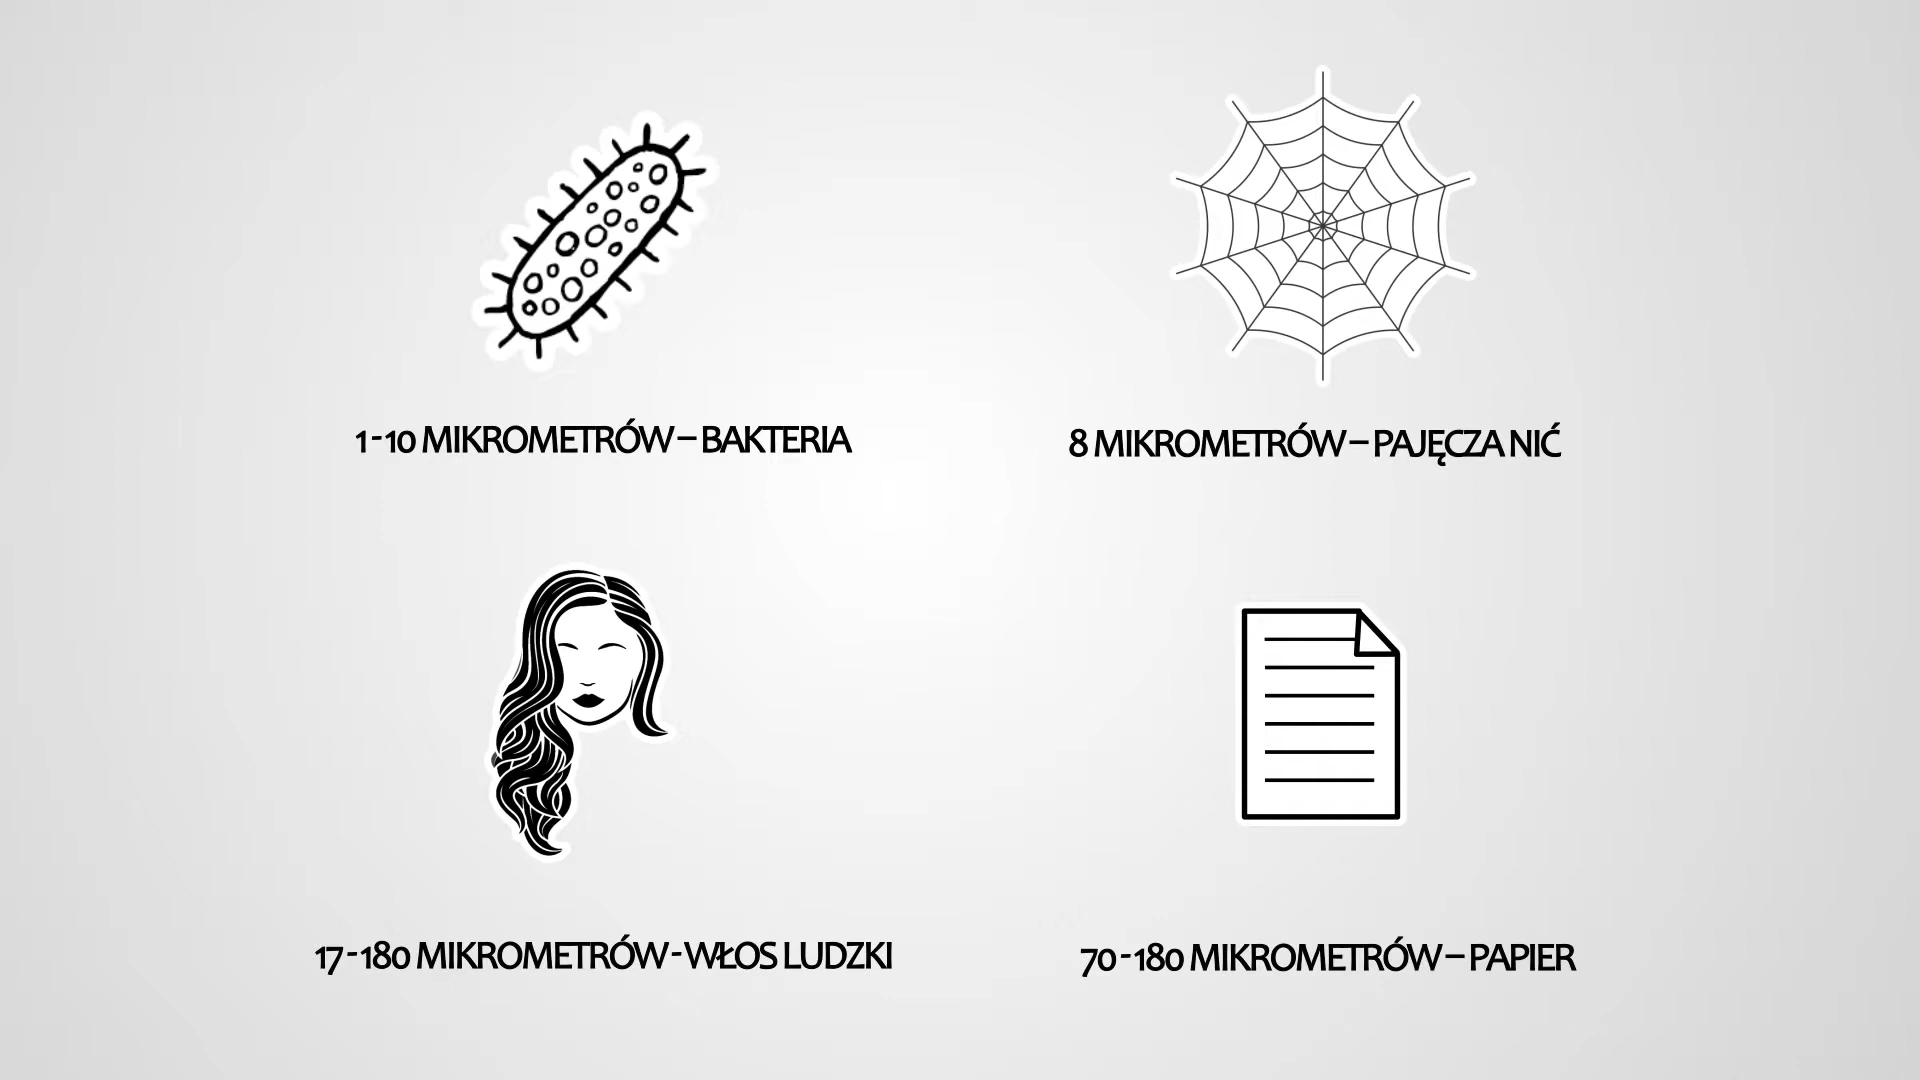 1-10 MIKROMETRÓW – BAKTERIA
8 MIKROMETRÓW – PAJĘCZA NIĆ
17-180 MIKROMETRÓW - WŁOS LUDZKI
70-180 MIKROMETRÓW – PAPIER